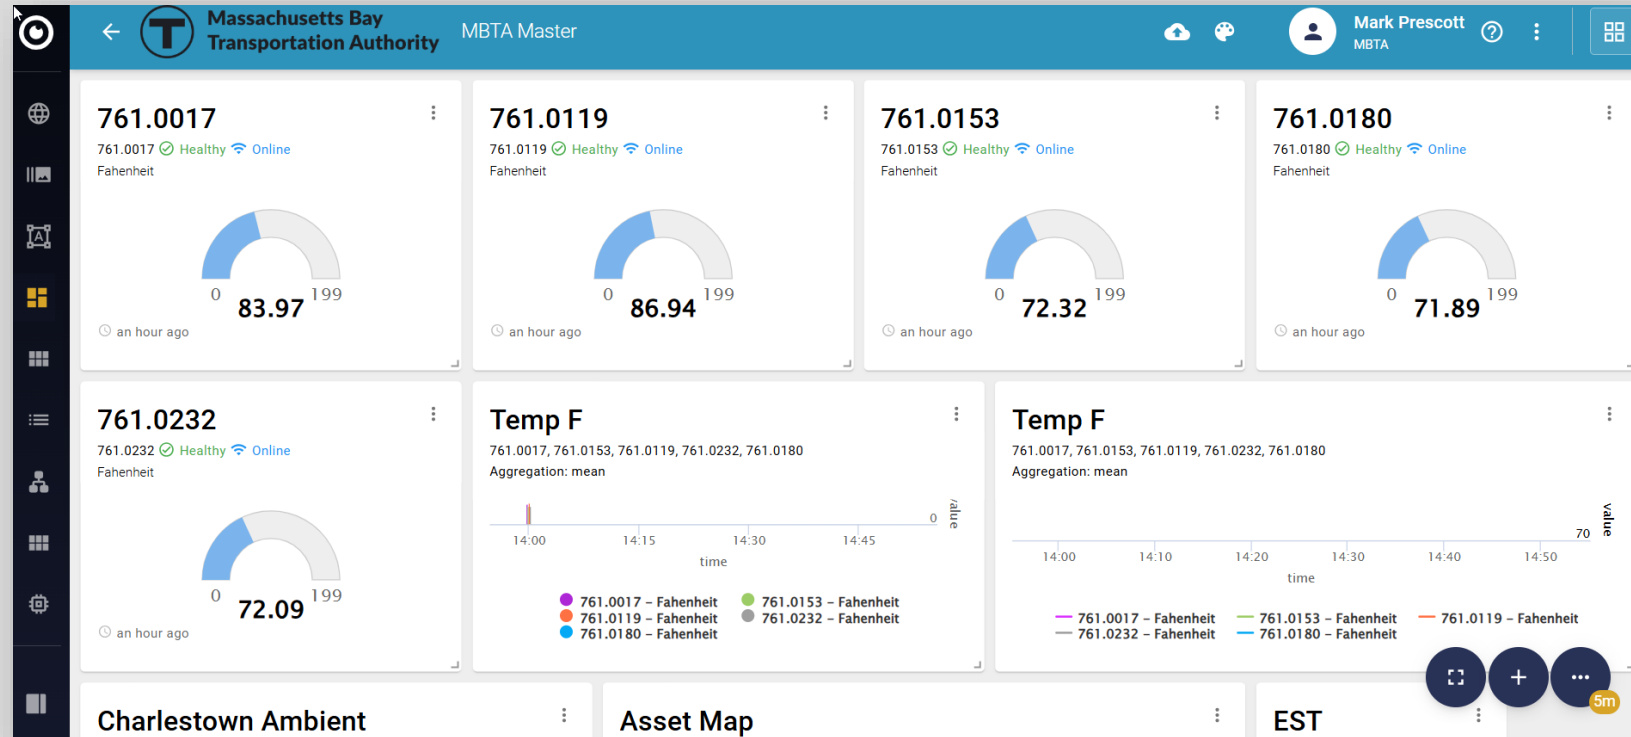 Massachusetts Bay
Transportation Authority
MBTA Master
Mark Prescott
MBTA
761.0017
761.0017 Healthy Online
Fahenheit
0 199
83.97
an hour ago
761.0119
761.0119 Healthy Online
Fahenheit
0 199
86.94
an hour ago
761.0153
761.0153 Healthy Online
Fahenheit
0 199
72.32
an hour ago
761.0180
761.0180 Healthy Online
Fahenheit
0 199
71.89
an hour ago
761.0232
761.0232 Healthy Online
Fahenheit
0 199
72.09
an hour ago
Temp F
761.0017, 761.0153, 761.0119, 761.0232, 761.0180
Aggregation: mean
0
value
14:00 14:15 14:30 14:45
time
761.0017 – Fahenheit 761.0153 – Fahenheit
761.0119 – Fahenheit 761.0232 – Fahenheit
761.0180 – Fahenheit
Temp F
761.0017, 761.0153, 761.0119, 761.0232, 761.0180
Aggregation: mean
70
value
14:00 14:10 14:20 14:30 14:40 14:50
time
761.0017 – Fahenheit 761.0153 – Fahenheit 761.0119 – Fahenheit
761.0232 – Fahenheit 761.0180 – Fahenheit
5m
Charlestown Ambient
Asset Map
EST